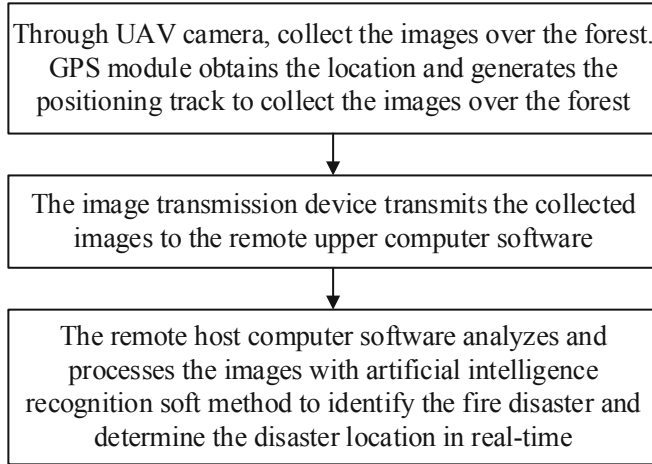 Through UAV camera, collect the images over the forest.
GPS module obtains the location and generates the
positioning track to collect the images over the forest
The image transmission device transmits the collected
images to the remote upper computer software
The remote host computer software analyzes and
processes the images with artificial intelligence
recognition soft method to identify the fire disaster and
determine the disaster location in real-time